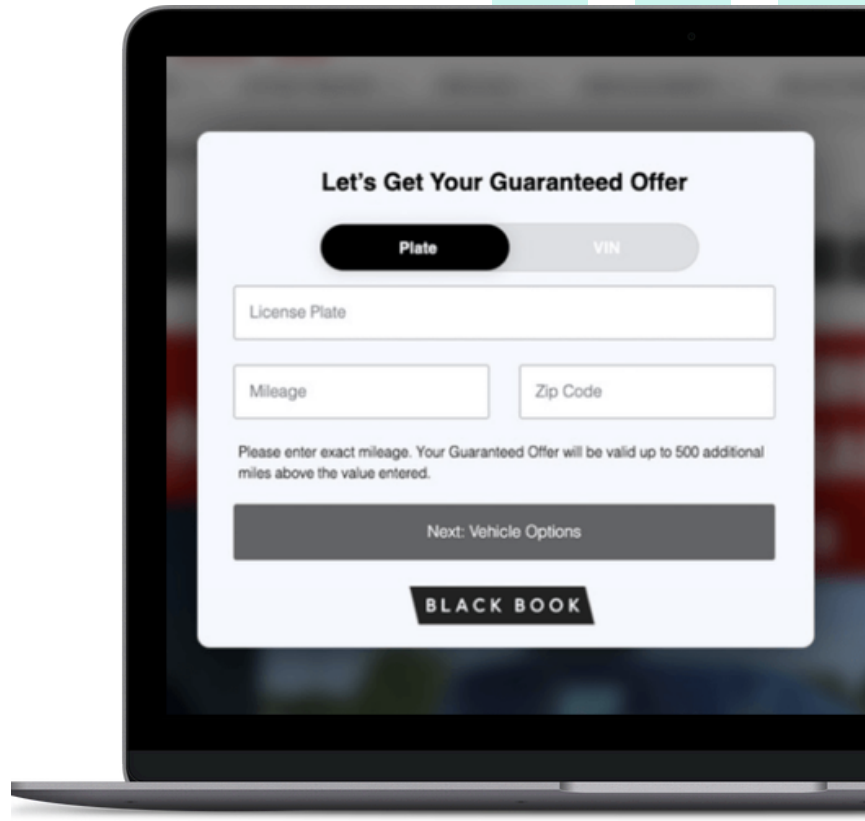 Let's Get Your Guaranteed Offer
Plate
VIN
License Plate
Mileage
Zip Code
Please enter exact mileage. Your Guaranteed Offer will be valid up to 500 additional
miles above the value entered.
Next: Vehicle Options
BLACK BOOK